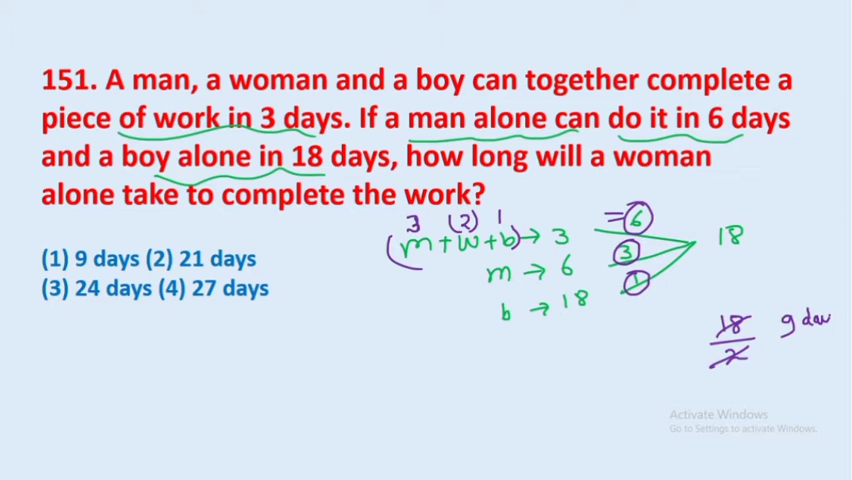 151. A man, a woman and a boy can together complete a
piece of work in 3 days. If a man alone can do it in 6 days
and a boy alone in 18 days, how long will a woman
alone take to complete the work?
(1) 9 days (2) 21 days
(3) 24 days (4) 27 days
3 (2) 1
(m+w+b)→ 3 =6
m → 6 3
b → 18 1
18
18/2 9 day
Activate Windows
Go to Settings to activate Windows.